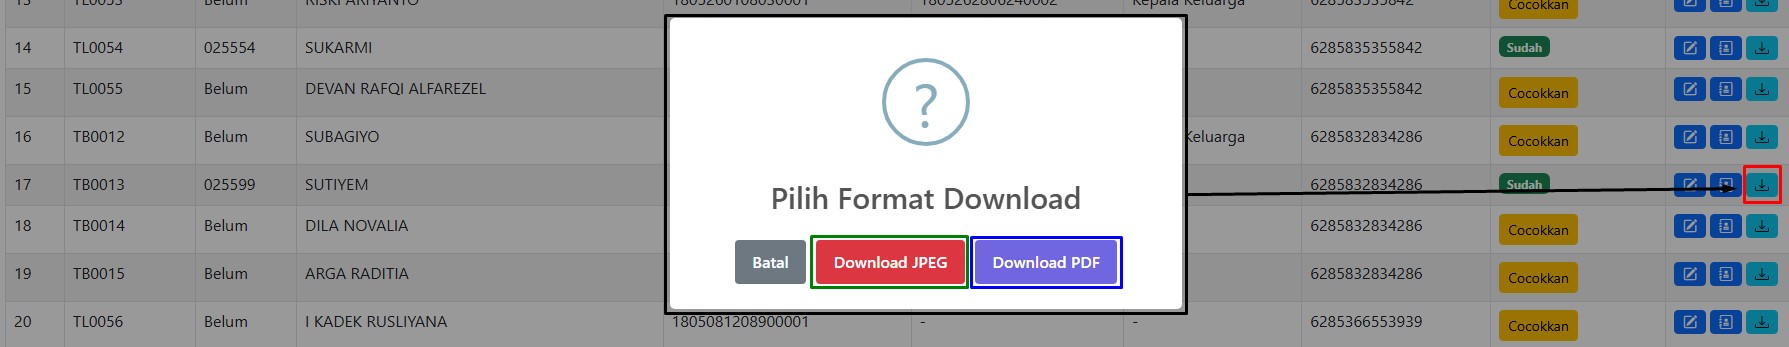 13 TL0053 Belum RISKI ARIYANTO 1805260108050001 1805262806240002 Kepala Keluarga 6285835355842 Cocokkan
14 TL0054 025554 SUKARMI 6285835355842 Sudah
15 TL0055 Belum DEVAN RAFQI ALFAREZEL 6285835355842 Cocokkan
16 TB0012 Belum SUBAGIYO Keluarga 6285832834286 Cocokkan
17 TB0013 025599 SUTIYEM 6285832834286 Sudah
18 TB0014 Belum DILA NOVALIA 6285832834286 Cocokkan
19 TB0015 Belum ARGA RADITIA 6285832834286 Cocokkan
20 TL0056 Belum I KADEK RUSLIYANA 1805081208900001 - - 6285366553939 Cocokkan
?
Pilih Format Download
Batal Download JPEG Download PDF